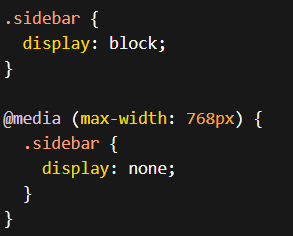 .sidebar {
  display: block;
}

@media (max-width: 768px) {
  .sidebar {
    display: none;
  }
}